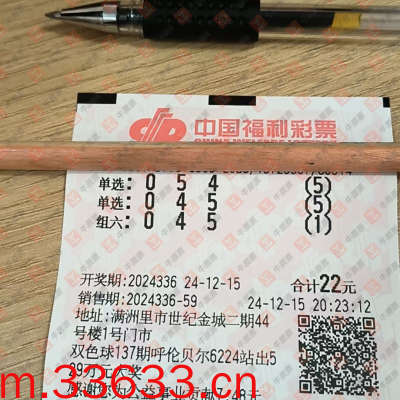 中国福利彩票
单选: 0 5 4 (5)
单选: 0 4 5 (5)
组六: 0 4 5 (1)
合计22元
开奖期:2024336 24-12-15
销售期:2024336-59 24-12-15 20:23:12
地址:满洲里市世纪金城二期44
号楼1号门市
双色球137期呼伦贝尔6224站出5
m.33633.com.cn